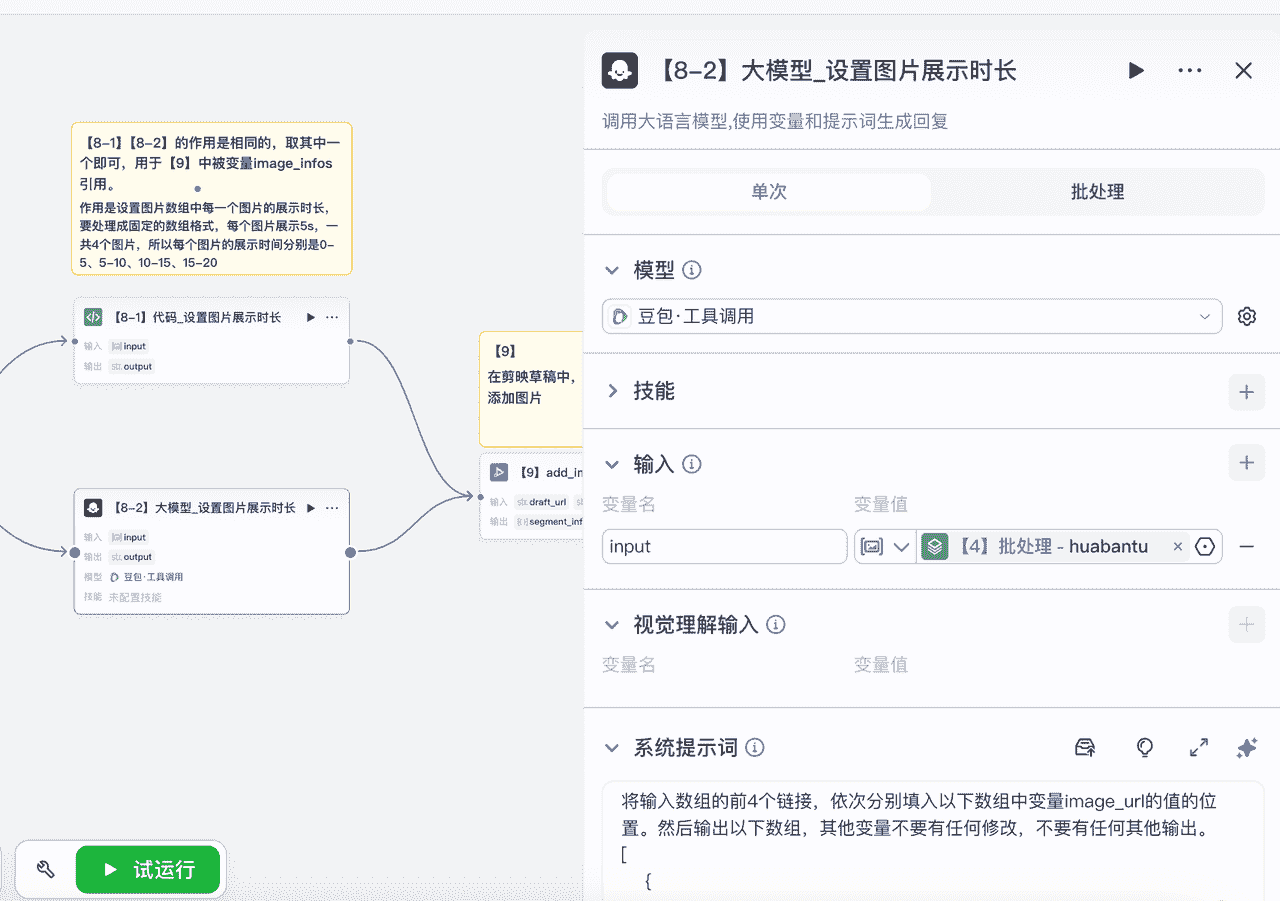 【8-1】【8-2】的作用是相同的，取其中一
个即可，用于【9】中被变量image_infos
引用。
作用是设置图片数组中每一个图片的展示时长，
要处理成固定的数组格式，每个图片展示5s，一
共4个图片，所以每个图片的展示时间分别是0-
5、5-10、10-15、15-20
【8-1】代码_设置图片展示时长
输入 input
输出 str. output
【8-2】大模型_设置图片展示时长
输入 input
输出 str. output
模型 豆包·工具调用
技能 未配置技能
【9】
在剪映草稿中，
添加图片
【9】add_in
输入 str. draft_url st
输出 segment_inf
试运行
【8-2】大模型_设置图片展示时长
调用大语言模型,使用变量和提示词生成回复
单次 批处理
模型
豆包·工具调用
技能
输入
变量名 变量值
input 【4】批处理 - huabantu
视觉理解输入
变量名 变量值
系统提示词
将输入数组的前4个链接，依次分别填入以下数组中变量image_url的值的位
置。然后输出以下数组，其他变量不要有任何修改，不要有任何其他输出。
[
{